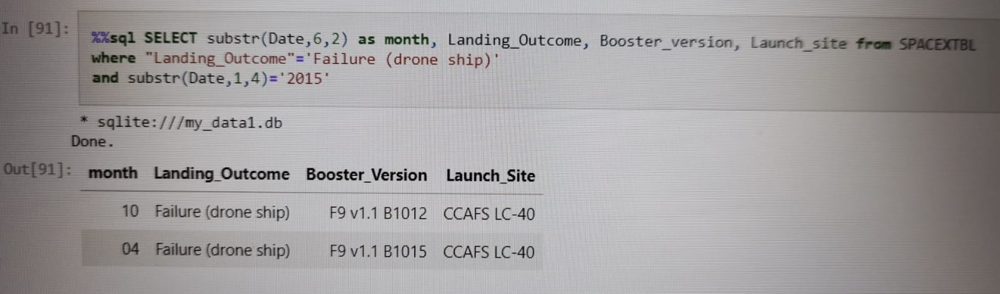 In [91]:
%%sql SELECT substr(Date,6,2) as month, Landing_Outcome, Booster_version, Launch_site from SPACEXTBL
where "Landing_Outcome"='Failure (drone ship)'
and substr(Date,1,4)='2015'
* sqlite:///my_data1.db
Done.
Out[91]:
month Landing_Outcome Booster_Version Launch_Site
10 Failure (drone ship) F9 v1.1 B1012 CCAFS LC-40
04 Failure (drone ship) F9 v1.1 B1015 CCAFS LC-40